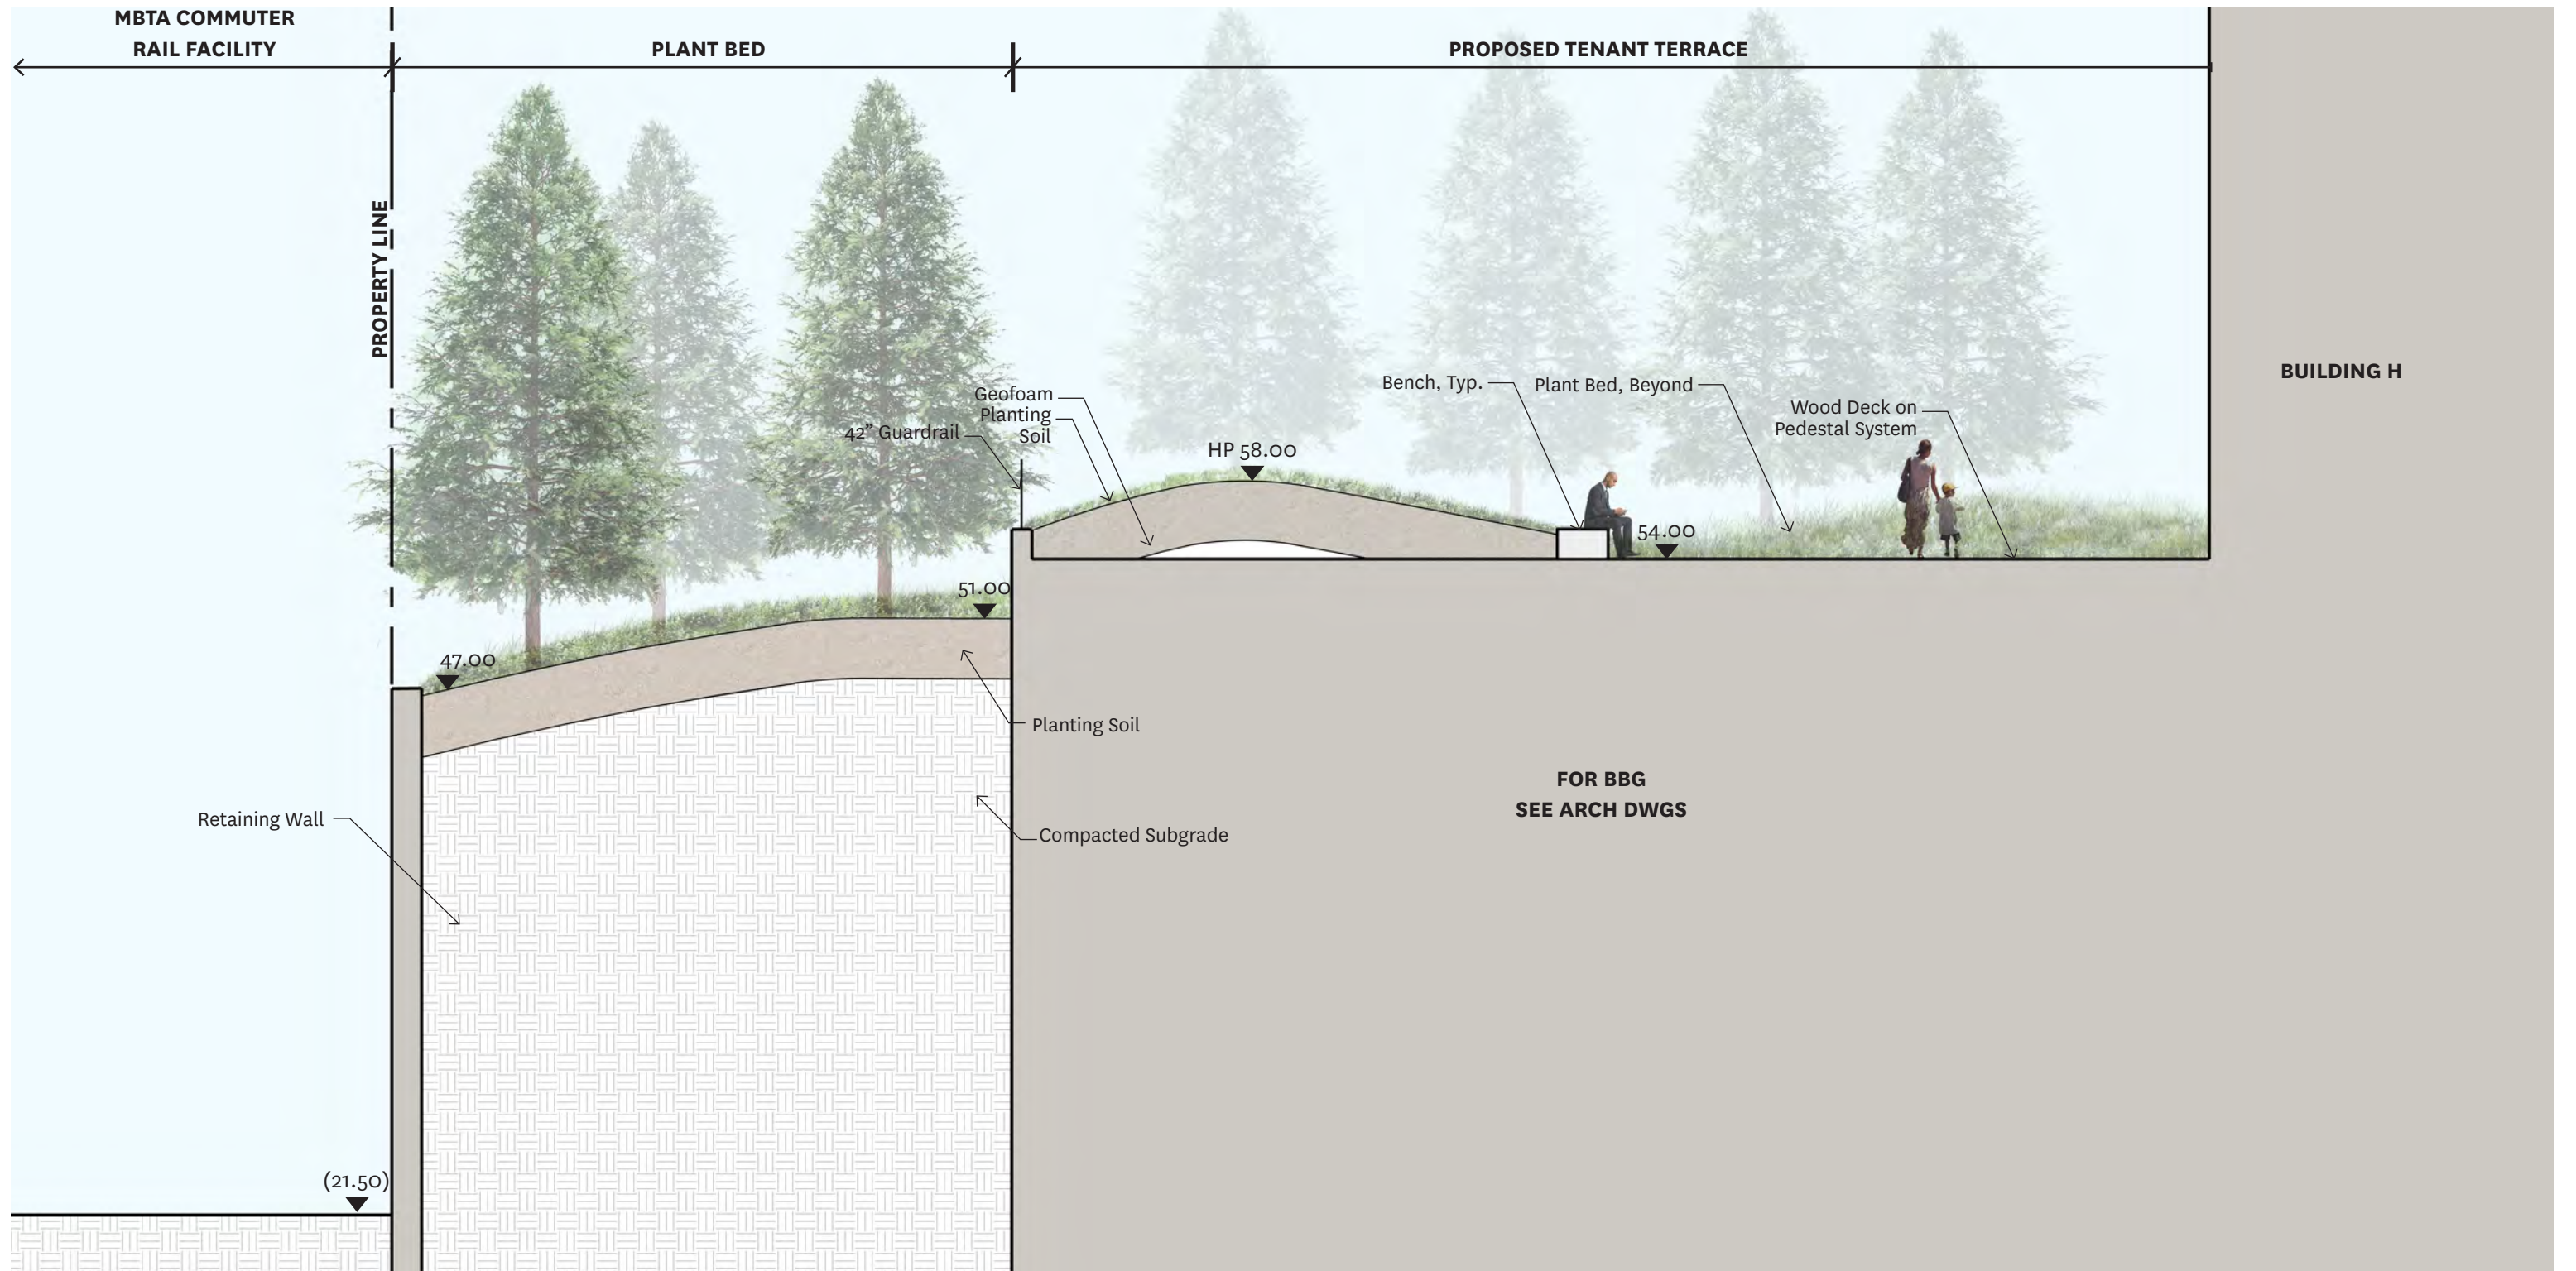 MBTA COMMUTER
RAIL FACILITY
PLANT BED
PROPOSED TENANT TERRACE
PROPERTY LINE
BUILDING H
Geofoam
Planting
Soil
42” Guardrail
Bench, Typ.
Plant Bed, Beyond
Wood Deck on
Pedestal System
HP 58.00
54.00
51.00
47.00
Planting Soil
Compacted Subgrade
Retaining Wall
FOR BBG
SEE ARCH DWGS
(21.50)